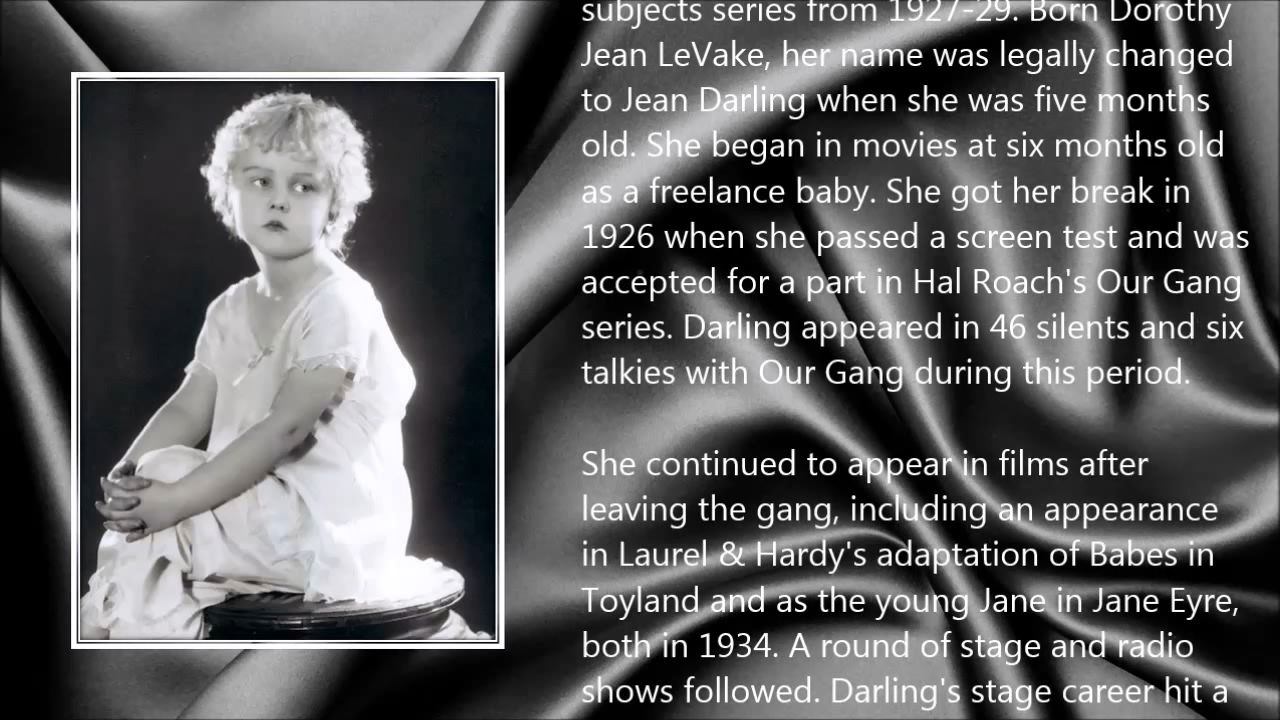 subjects series from 1927-29. Born Dorothy
Jean LeVake, her name was legally changed
to Jean Darling when she was five months
old. She began in movies at six months old
as a freelance baby. She got her break in
1926 when she passed a screen test and was
accepted for a part in Hal Roach's Our Gang
series. Darling appeared in 46 silents and six
talkies with Our Gang during this period.
She continued to appear in films after
leaving the gang, including an appearance
in Laurel & Hardy's adaptation of Babes in
Toyland and as the young Jane in Jane Eyre,
both in 1934. A round of stage and radio
shows followed. Darling's stage career hit a